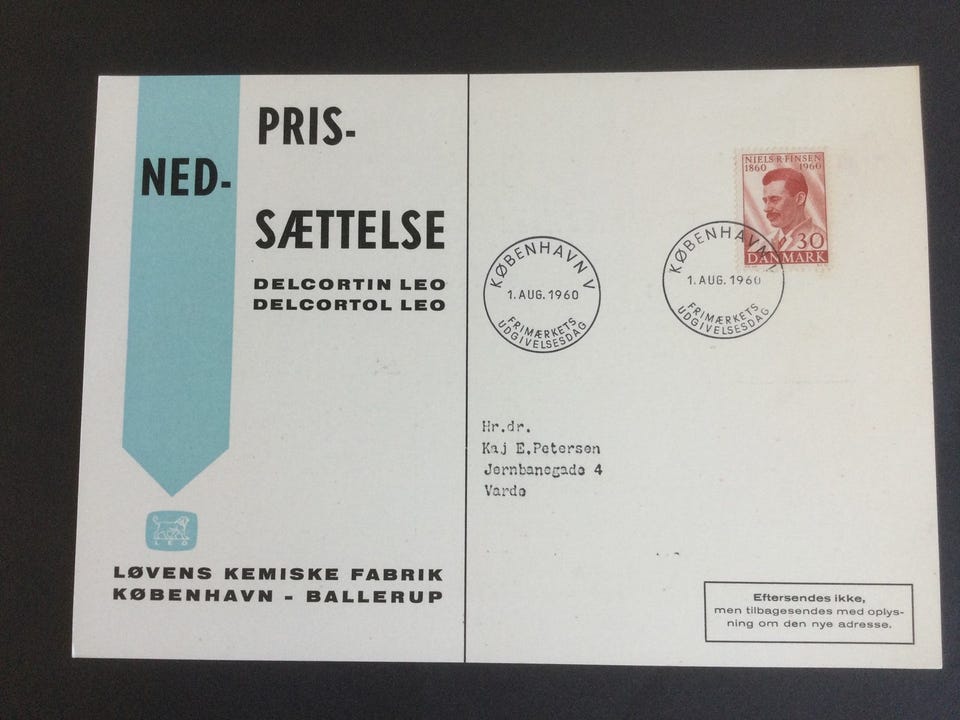 PRIS-
NED-
SÆTTELSE
DELCORTIN LEO
DELCORTOL LEO
LEO
LØVENS KEMISKE FABRIK
KØBENHAVN - BALLERUP
NIELS·R·FINSEN
1860 1960
30
DANMARK
KØBENHAVN V
1. AUG. 1960
FRIMÆRKETS
UDGIVELSESDAG
KØBENHAVN V
1. AUG. 1960
FRIMÆRKETS
UDGIVELSESDAG
Hr.dr.
Kaj E.Petersen
Jernbanegade 4
Varde
Eftersendes ikke,
men tilbagesendes med oplys-
ning om den nye adresse.